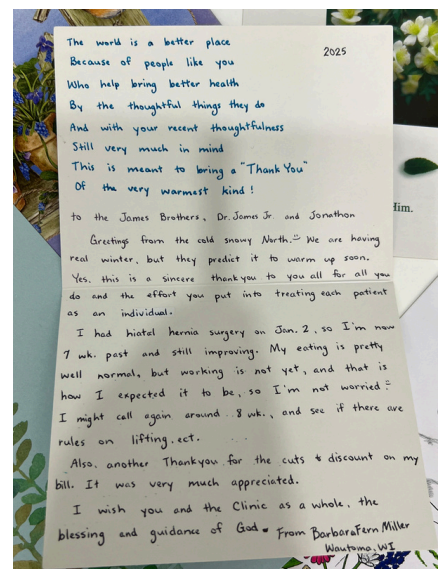 The world is a better place
2025
Because of people like you
Who help bring better health
By the thoughtful things they do
And with your recent thoughtfulness
Still very much in mind
This is meant to bring a "Thank You"
Of the very warmest kind!
to the James Brothers, Dr. James Jr. and Jonathon
Greetings from the cold snowy North. We are having
real winter, but they predict it to warm up soon.
Yes, this is a sincere thank you to you all for all you
do and the effort you put into treating each patient
as an individual.
I had hiatel hernia surgery on Jan. 2, so I'm now
7 wk. past and still improving. My eating is pretty
well normal, but working is not yet, and that is
how I expected it to be, so I'm not worried
I might call again around 8 wk., and see if there are
rules on lifting.ect.
Also, another Thankyou for the cuts & discount on my
bill. It was very much appreciated.
I wish you and the Clinic as a whole, the
blessing and guidance of God. From BarbaraFern Miller
Wautoma, WI
Him.